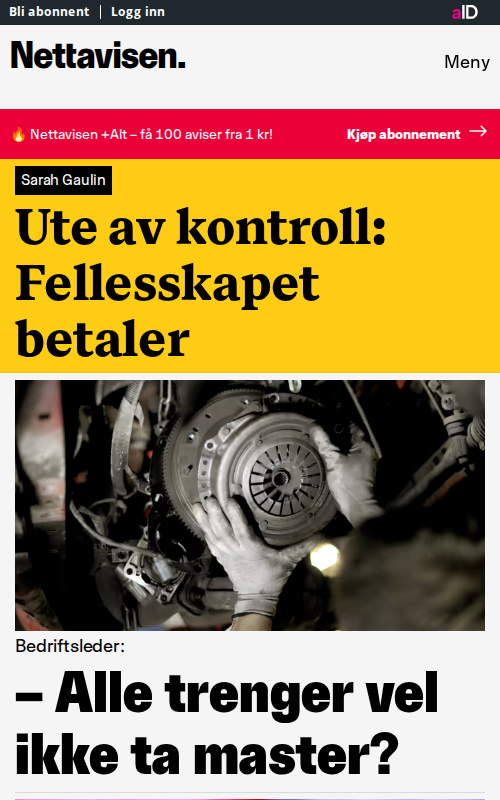 Bli abonnent | Logg inn
aID
Nettavisen.
Meny
🔥 Nettavisen +Alt – få 100 aviser fra 1 kr!
Kjøp abonnement →
Sarah Gaulin
Ute av kontroll:
Fellesskapet
betaler
Bedriftsleder:
– Alle trenger vel
ikke ta master?